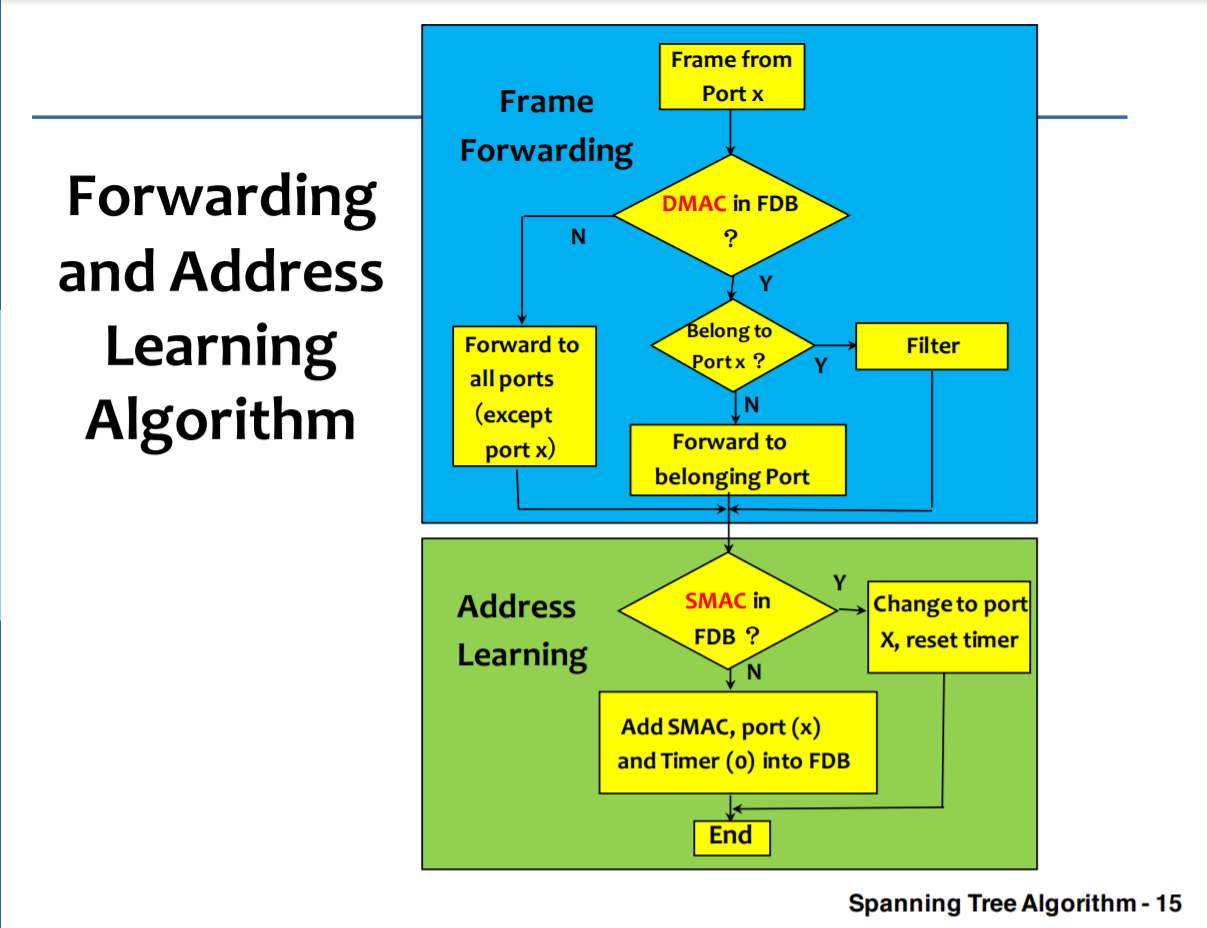 Forwarding
and Address
Learning
Algorithm
Frame
Forwarding
Frame from
Port x
DMAC in FDB
？
N
Y
Forward to
all ports
（except
port x）
Belong to
Port x ？
Y
Filter
N
Forward to
belonging Port
Address
Learning
SMAC in
FDB ？
Y
Change to port
X, reset timer
N
Add SMAC, port (x)
and Timer (0) into FDB
End
Spanning Tree Algorithm - 15